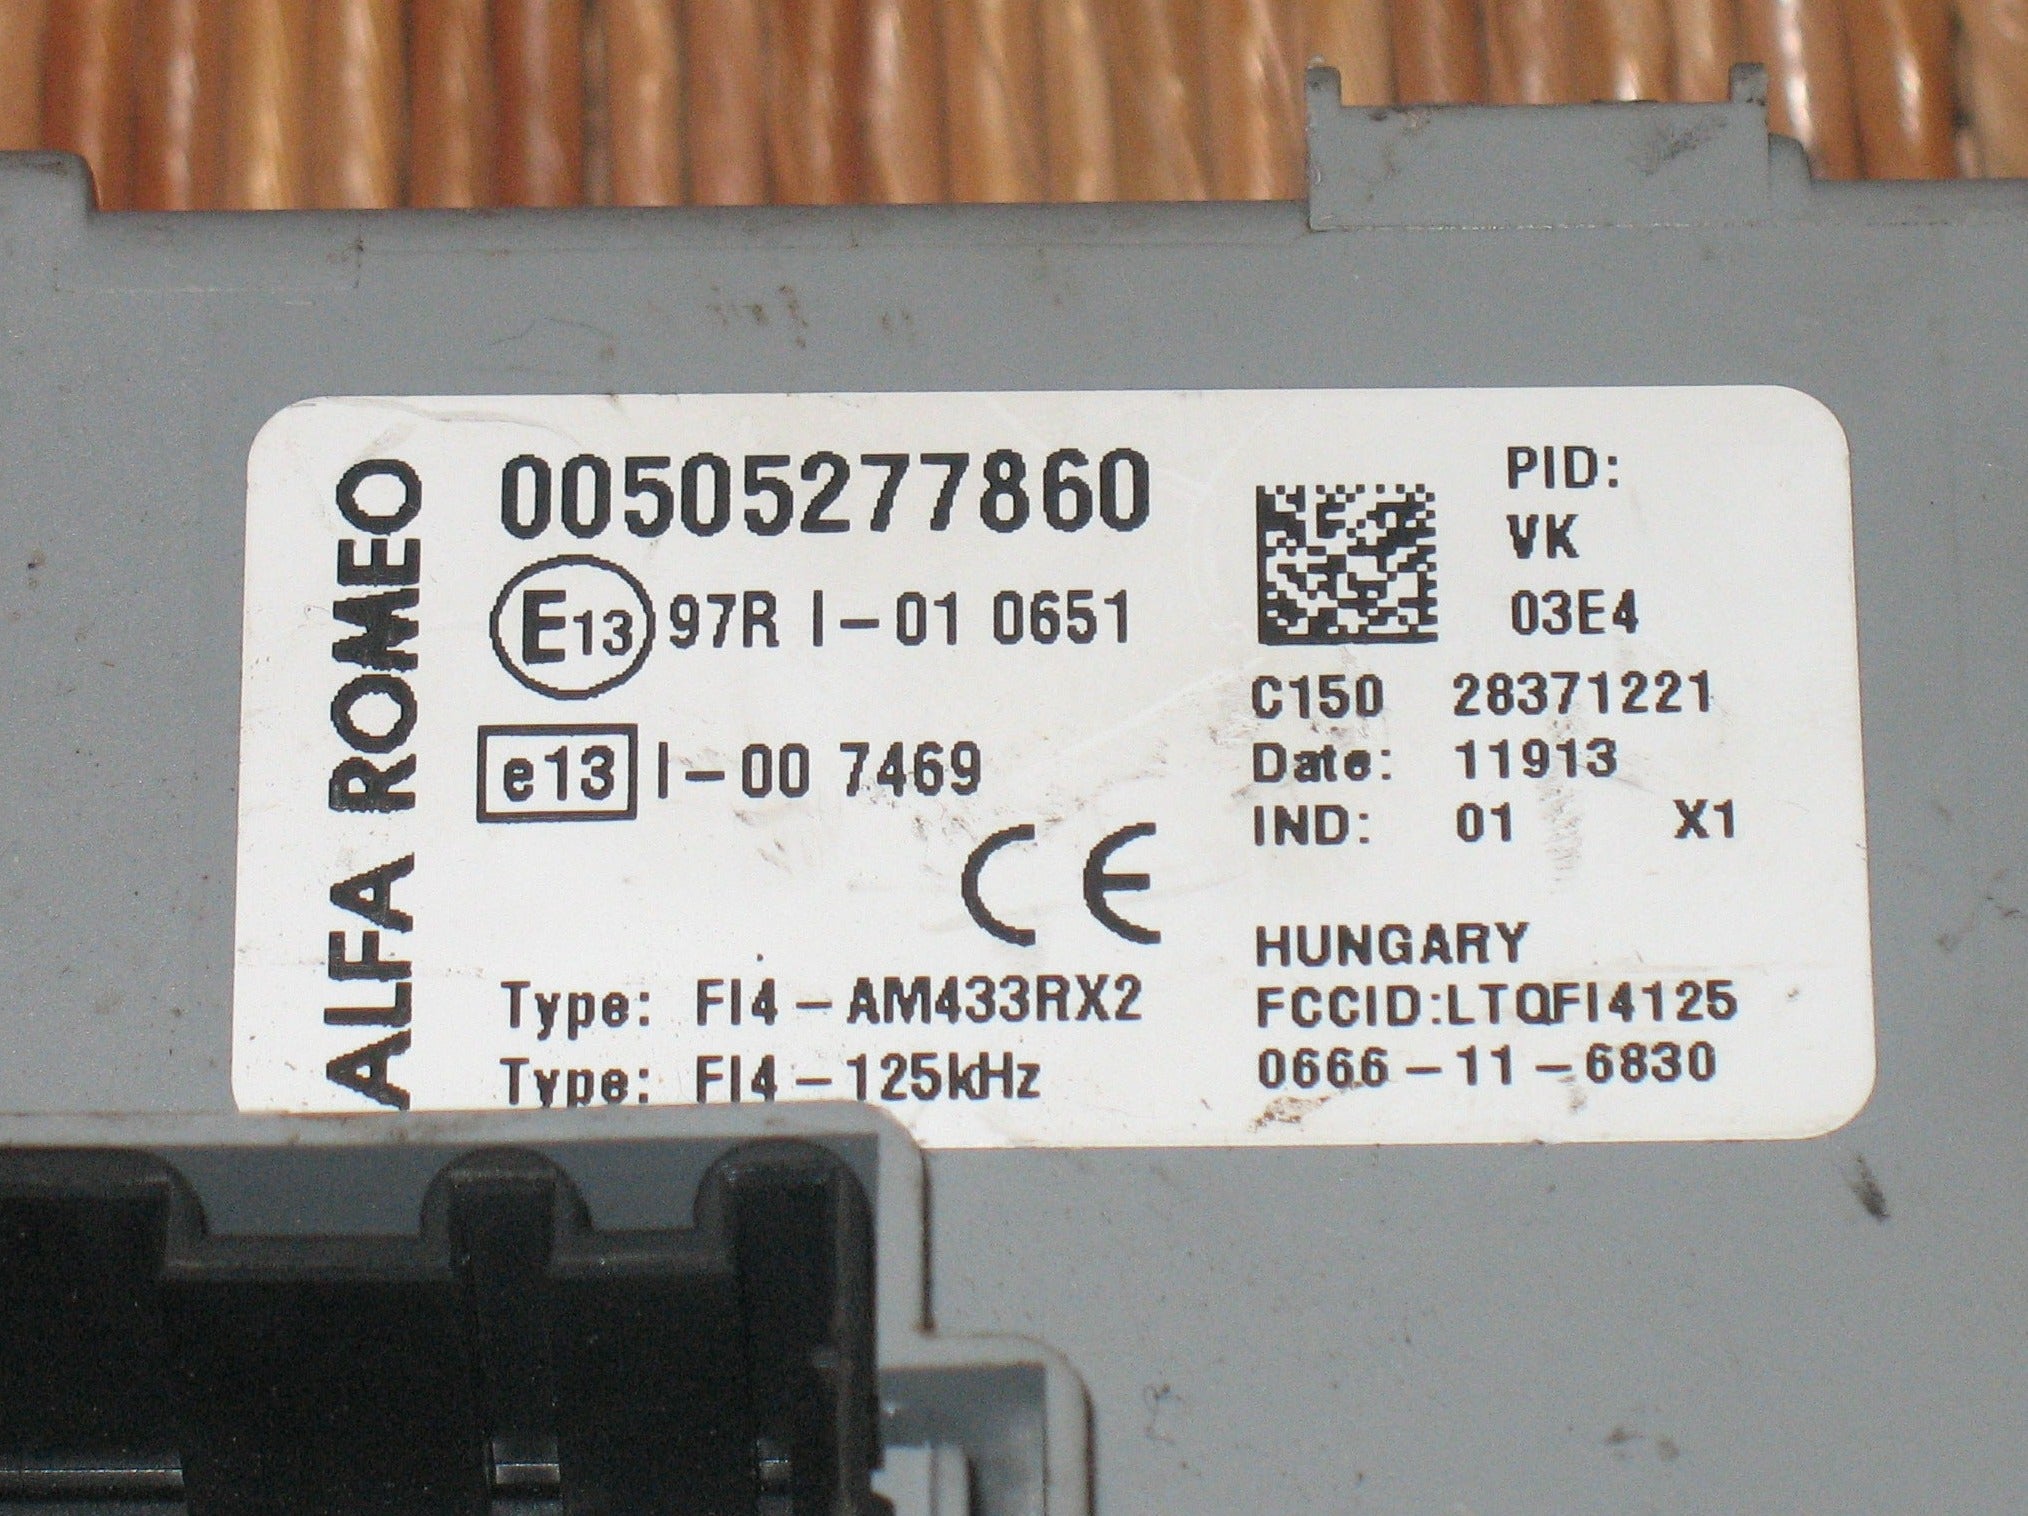 ALFA ROMEO
00505277860
E13 97R I-01 0651
e13 I-00 7469
CE
Type: FI4-AM433RX2
Type: FI4-125kHz
PID:
VK
03E4
C150 28371221
Date: 11913
IND: 01 X1
HUNGARY
FCCID:LTQFI4125
0666-11-6830